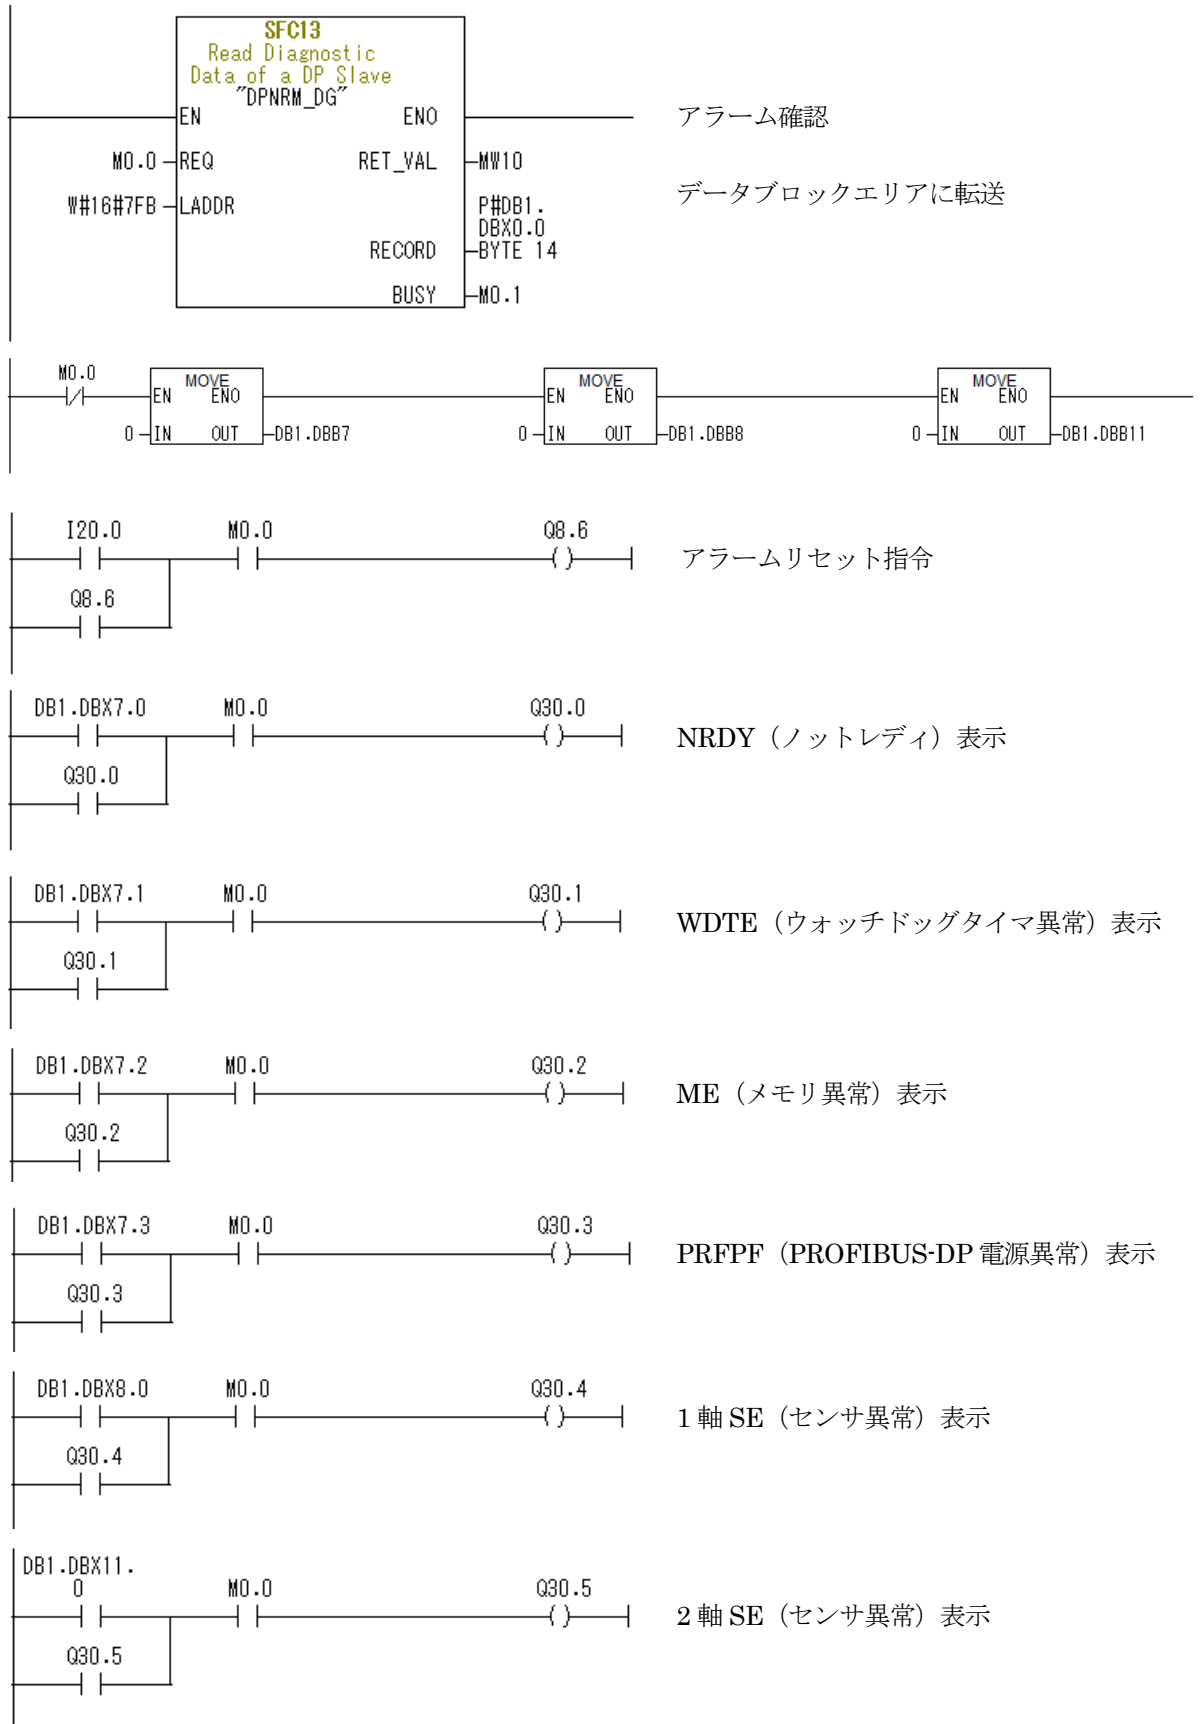 SFC13
Read Diagnostic
Data of a DP Slave
"DPNRM_DG"
EN ENO アラーム確認
M0.0 REQ RET_VAL MW10
データブロックエリアに転送
W#16#7FB LADDR P#DB1.
DBX0.0
RECORD BYTE 14
BUSY M0.1
M0.0 MOVE MOVE MOVE
EN ENO EN ENO EN ENO
0 IN OUT DB1.DBB7 0 IN OUT DB1.DBB8 0 IN OUT DB1.DBB11
I20.0 M0.0 Q8.6
アラームリセット指令
Q8.6
DB1.DBX7.0 M0.0 Q30.0
NRDY（ノットレディ）表示
Q30.0
DB1.DBX7.1 M0.0 Q30.1
WDTE（ウォッチドッグタイマ異常）表示
Q30.1
DB1.DBX7.2 M0.0 Q30.2
ME（メモリ異常）表示
Q30.2
DB1.DBX7.3 M0.0 Q30.3
PRFPF（PROFIBUS-DP 電源異常）表示
Q30.3
DB1.DBX8.0 M0.0 Q30.4
1 軸 SE（センサ異常）表示
Q30.4
DB1.DBX11.
0 M0.0 Q30.5
2 軸 SE（センサ異常）表示
Q30.5